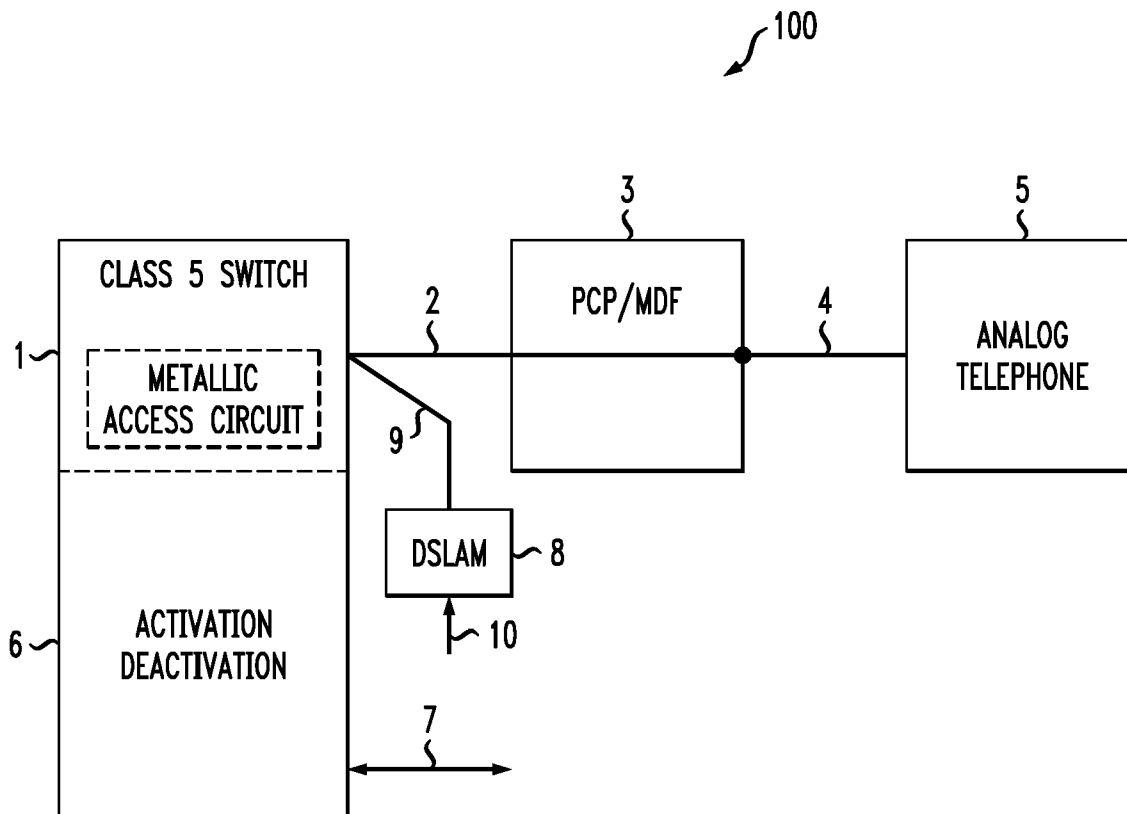 100
3
5
CLASS 5 SWITCH
PCP/MDF
2
4
ANALOG
TELEPHONE
1
METALLIC
ACCESS CIRCUIT
9
DSLAM
8
10
ACTIVATION
DEACTIVATION
6
7